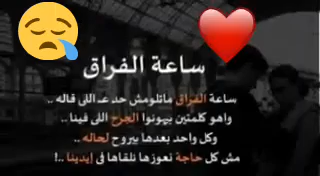 ساعة الفراق
ساعة الفراق ماتلومش حد عـ اللى قاله ..
واهو كلمتين بيهونوا الجرح اللى فينا ..
وكل واحد بعدها بيروح لحاله ..
مش كل حاجة نعوزها نلقاها فى إيدينا ..!